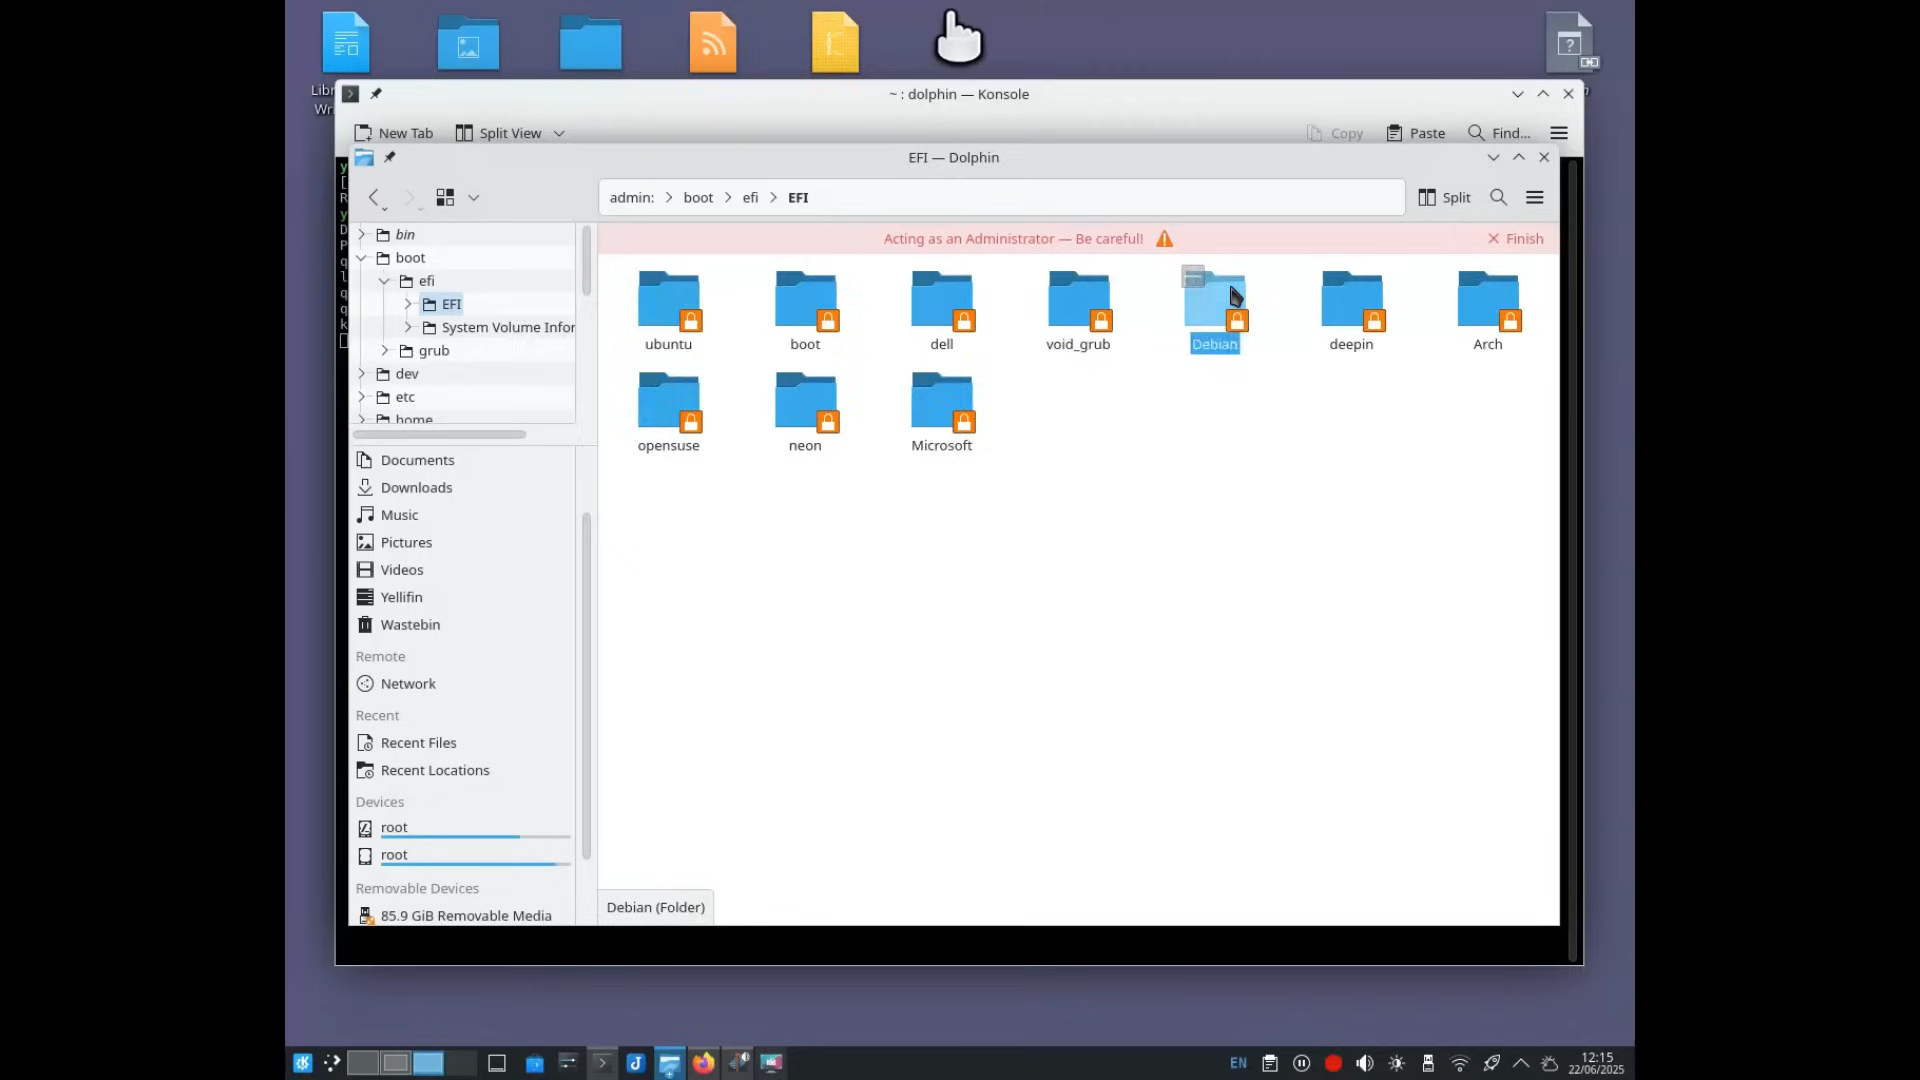 Libr
Wri
~ : dolphin — Konsole
New Tab
Split View
Copy
Paste
Find...
EFI — Dolphin
admin: > boot > efi > EFI
Split
Acting as an Administrator — Be careful!
Finish
bin
boot
efi
EFI
System Volume Infor
grub
dev
etc
home
Documents
Downloads
Music
Pictures
Videos
Yellifin
Wastebin
Remote
Network
Recent
Recent Files
Recent Locations
Devices
root
root
Removable Devices
85.9 GiB Removable Media
ubuntu
boot
dell
void_grub
Debian
deepin
Arch
opensuse
neon
Microsoft
Debian (Folder)
EN
12:15
22/06/2025